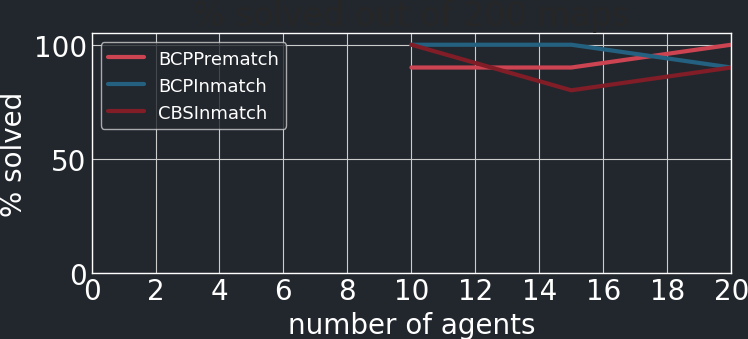 BCPPrematch
BCPInmatch
CBSInmatch
100
50
0
% solved
0 2 4 6 8 10 12 14 16 18 20
number of agents